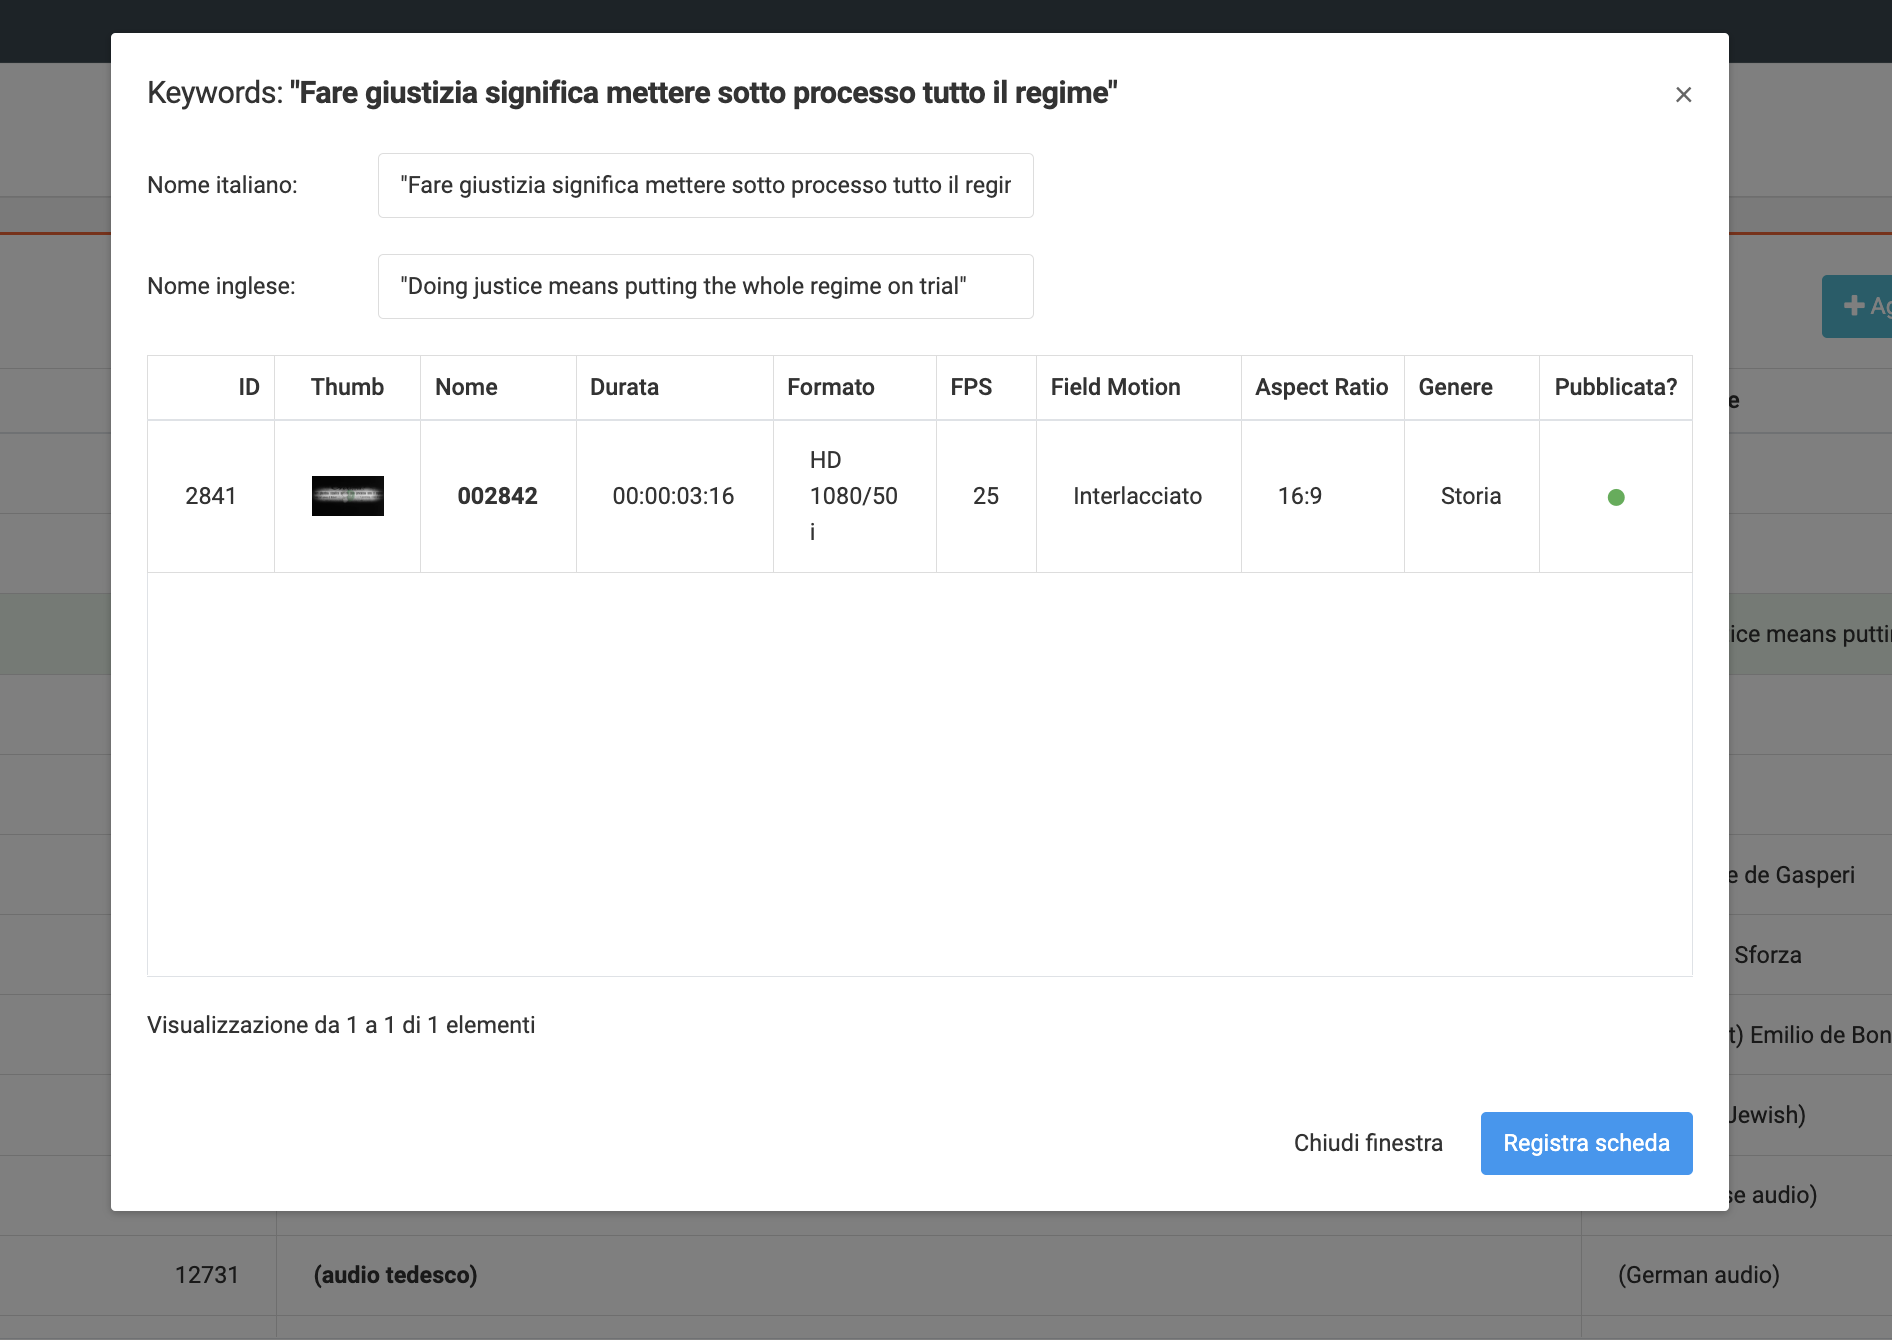 Keywords: "Fare giustizia significa mettere sotto processo tutto il regime"
×
Nome italiano:
"Fare giustizia significa mettere sotto processo tutto il regir
Nome inglese:
"Doing justice means putting the whole regime on trial"
ID Thumb Nome Durata Formato FPS Field Motion Aspect Ratio Genere Pubblicata?
2841 002842 00:00:03:16 HD 1080/50 i 25 Interlacciato 16:9 Storia
Visualizzazione da 1 a 1 di 1 elementi
Chiudi finestra
Registra scheda
Ag
e
ice means putti
e de Gasperi
Sforza
t) Emilio de Bon
Jewish)
se audio)
12731 (audio tedesco) (German audio)